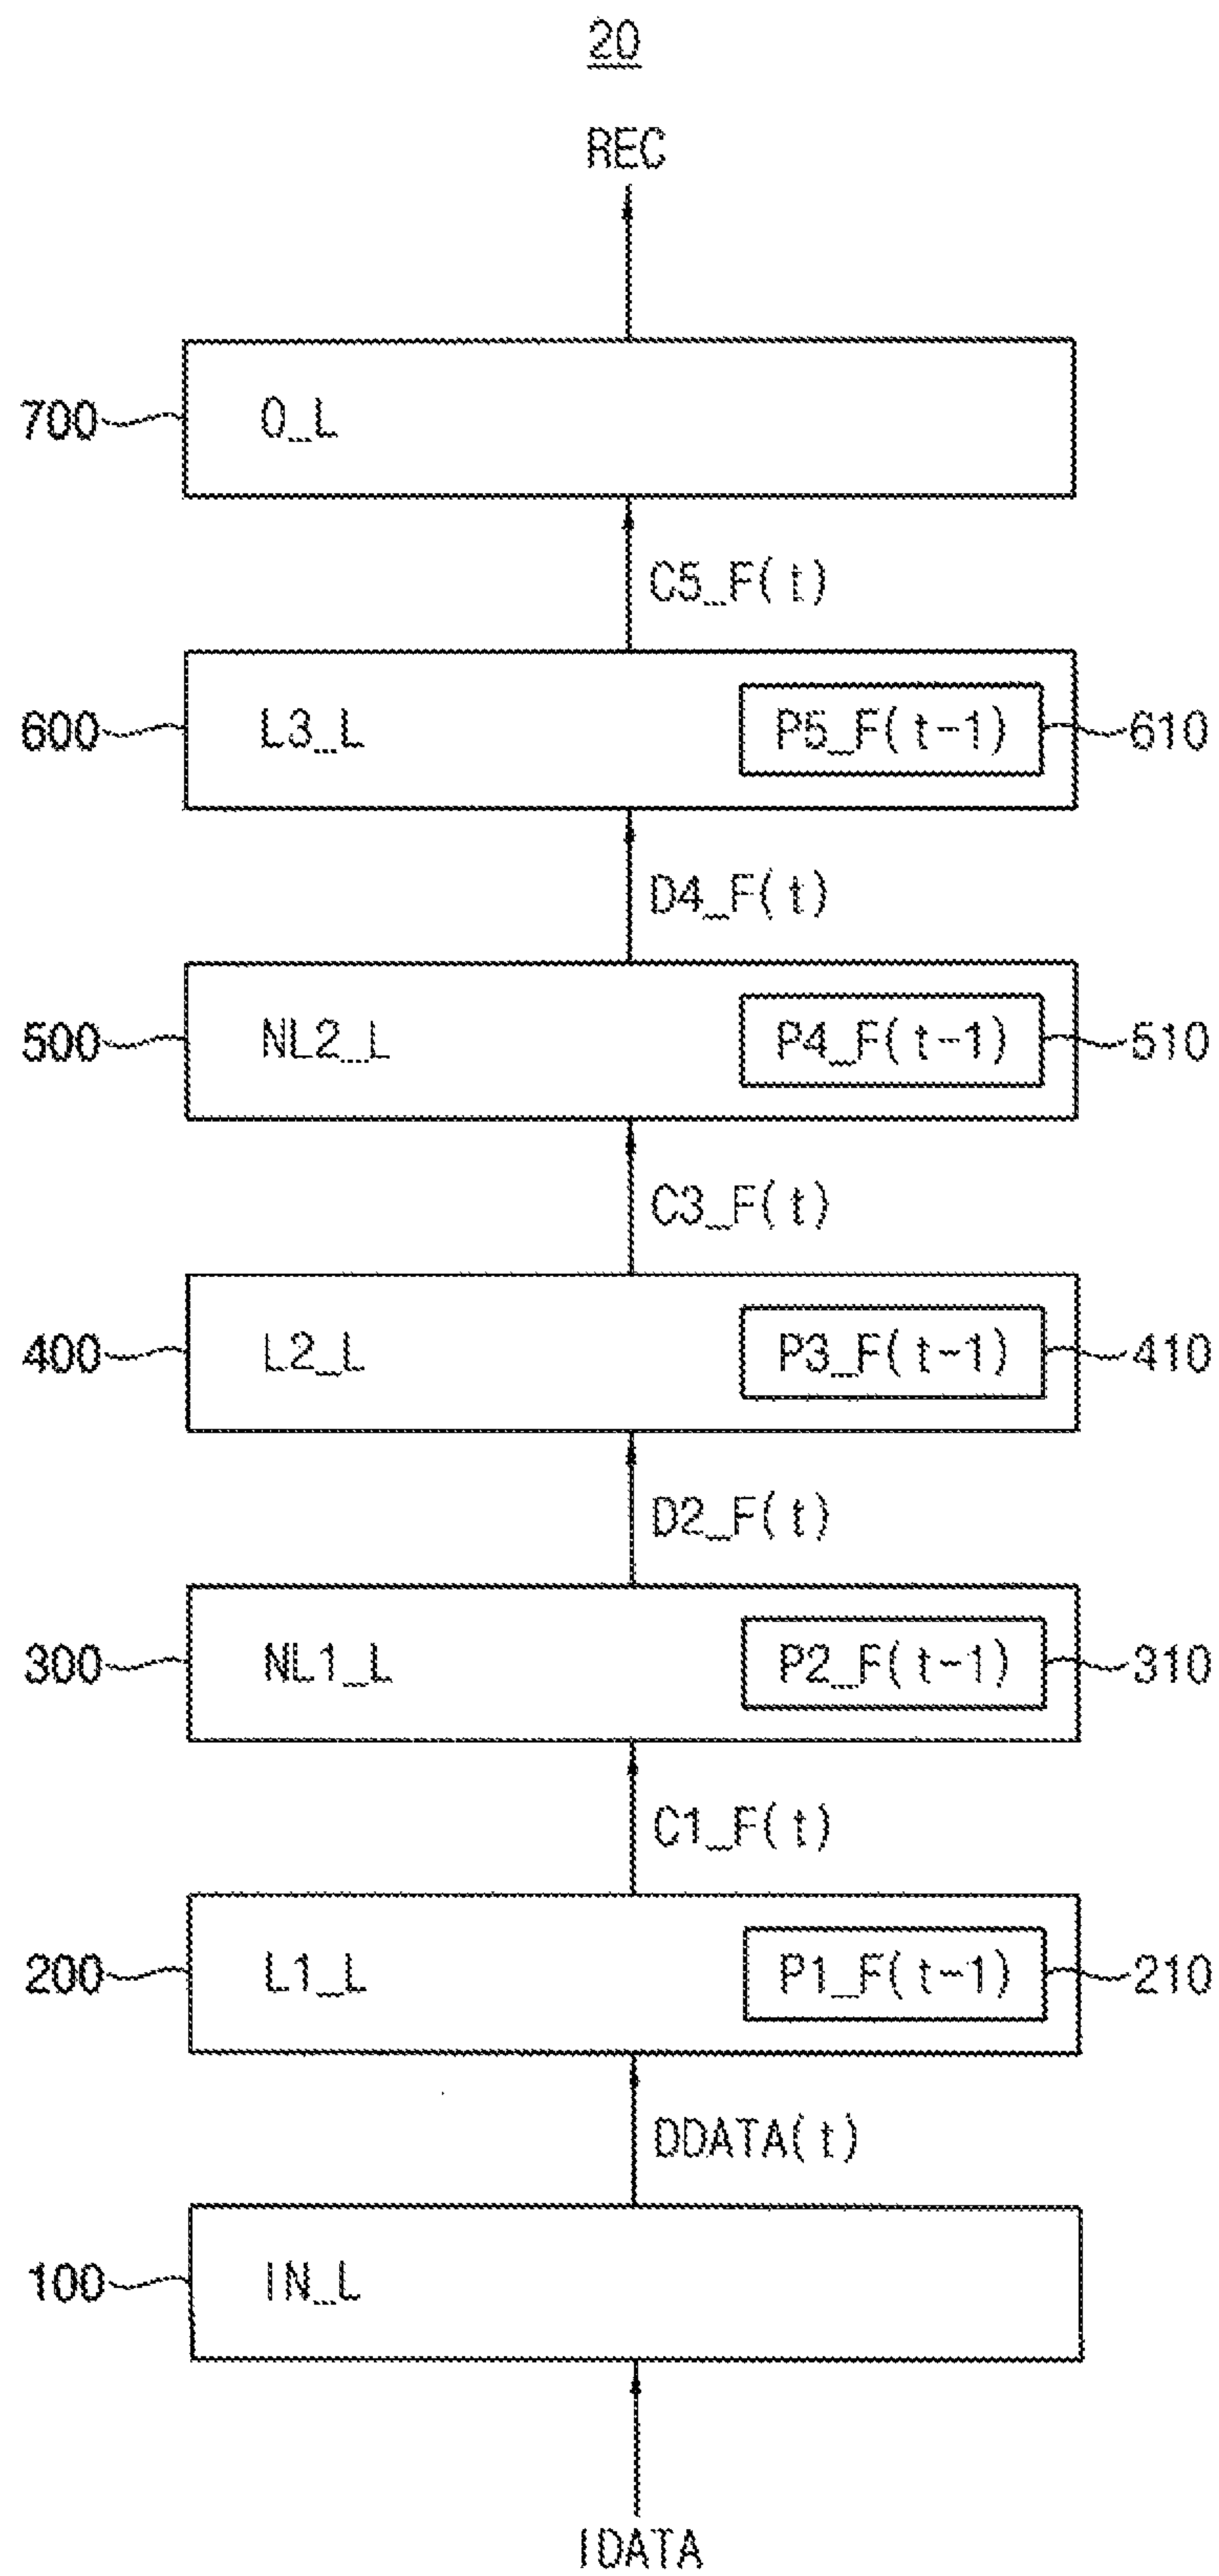 20
REC
700 O_L
C5_F(t)
600 L3_L P5_F(t-1) 610
D4_F(t)
500 NL2_L P4_F(t-1) 510
C3_F(t)
400 L2_L P3_F(t-1) 410
D2_F(t)
300 NL1_L P2_F(t-1) 310
C1_F(t)
200 L1_L P1_F(t-1) 210
DDATA(t)
100 IN_L
IDATA